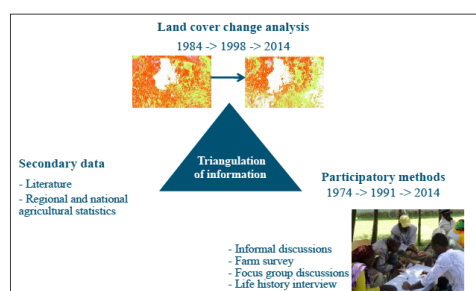 Land cover change analysis
1984 -> 1998 -> 2014
Triangulation
of information
Secondary data
- Literature
- Regional and national
agricultural statistics
Participatory methods
1974 -> 1991 -> 2014
- Informal discussions
- Farm survey
- Focus group discussions
- Life history interview